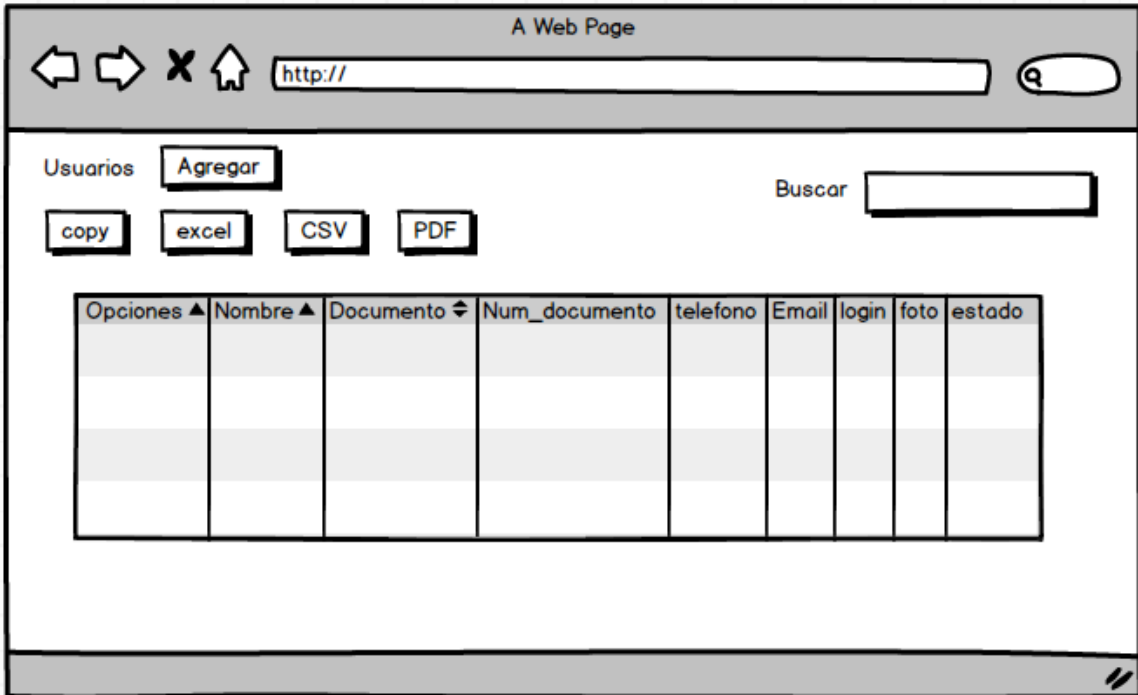 A Web Page
http://
Usuarios Agregar
Buscar
copy excel CSV PDF
Opciones Nombre Documento Num_documento telefono Email login foto estado